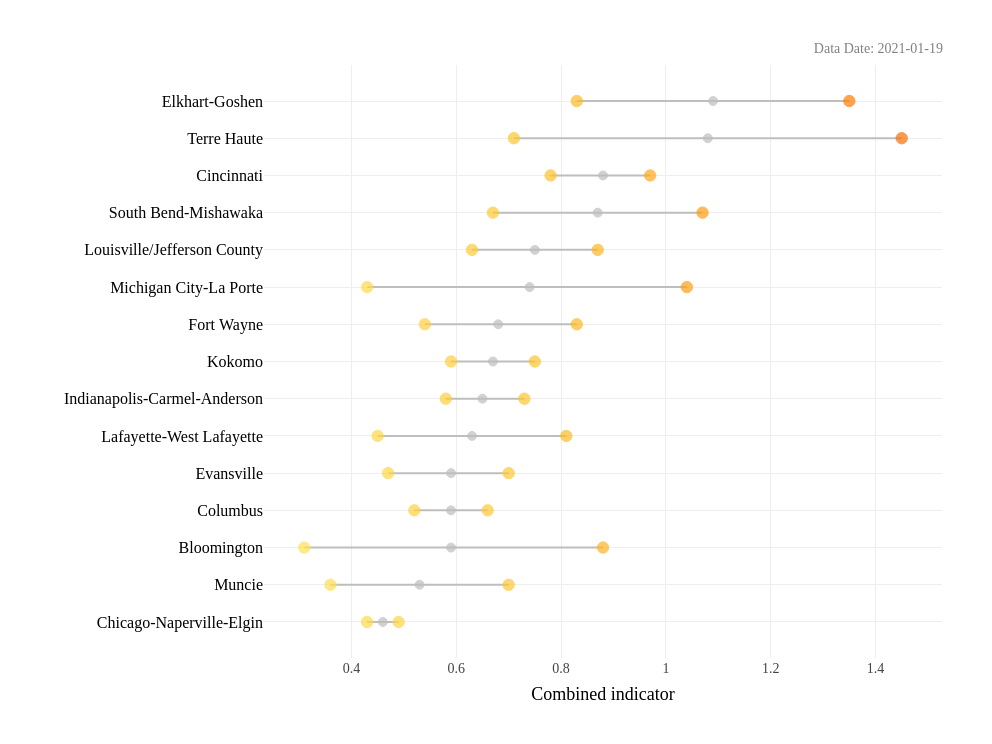 Data Date: 2021-01-19
Elkhart-Goshen
Terre Haute
Cincinnati
South Bend-Mishawaka
Louisville/Jefferson County
Michigan City-La Porte
Fort Wayne
Kokomo
Indianapolis-Carmel-Anderson
Lafayette-West Lafayette
Evansville
Columbus
Bloomington
Muncie
Chicago-Naperville-Elgin
0.4 0.6 0.8 1 1.2 1.4
Combined indicator